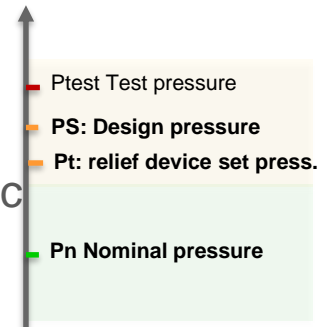 Ptest Test pressure
PS: Design pressure
Pt: relief device set press.
c
Pn Nominal pressure